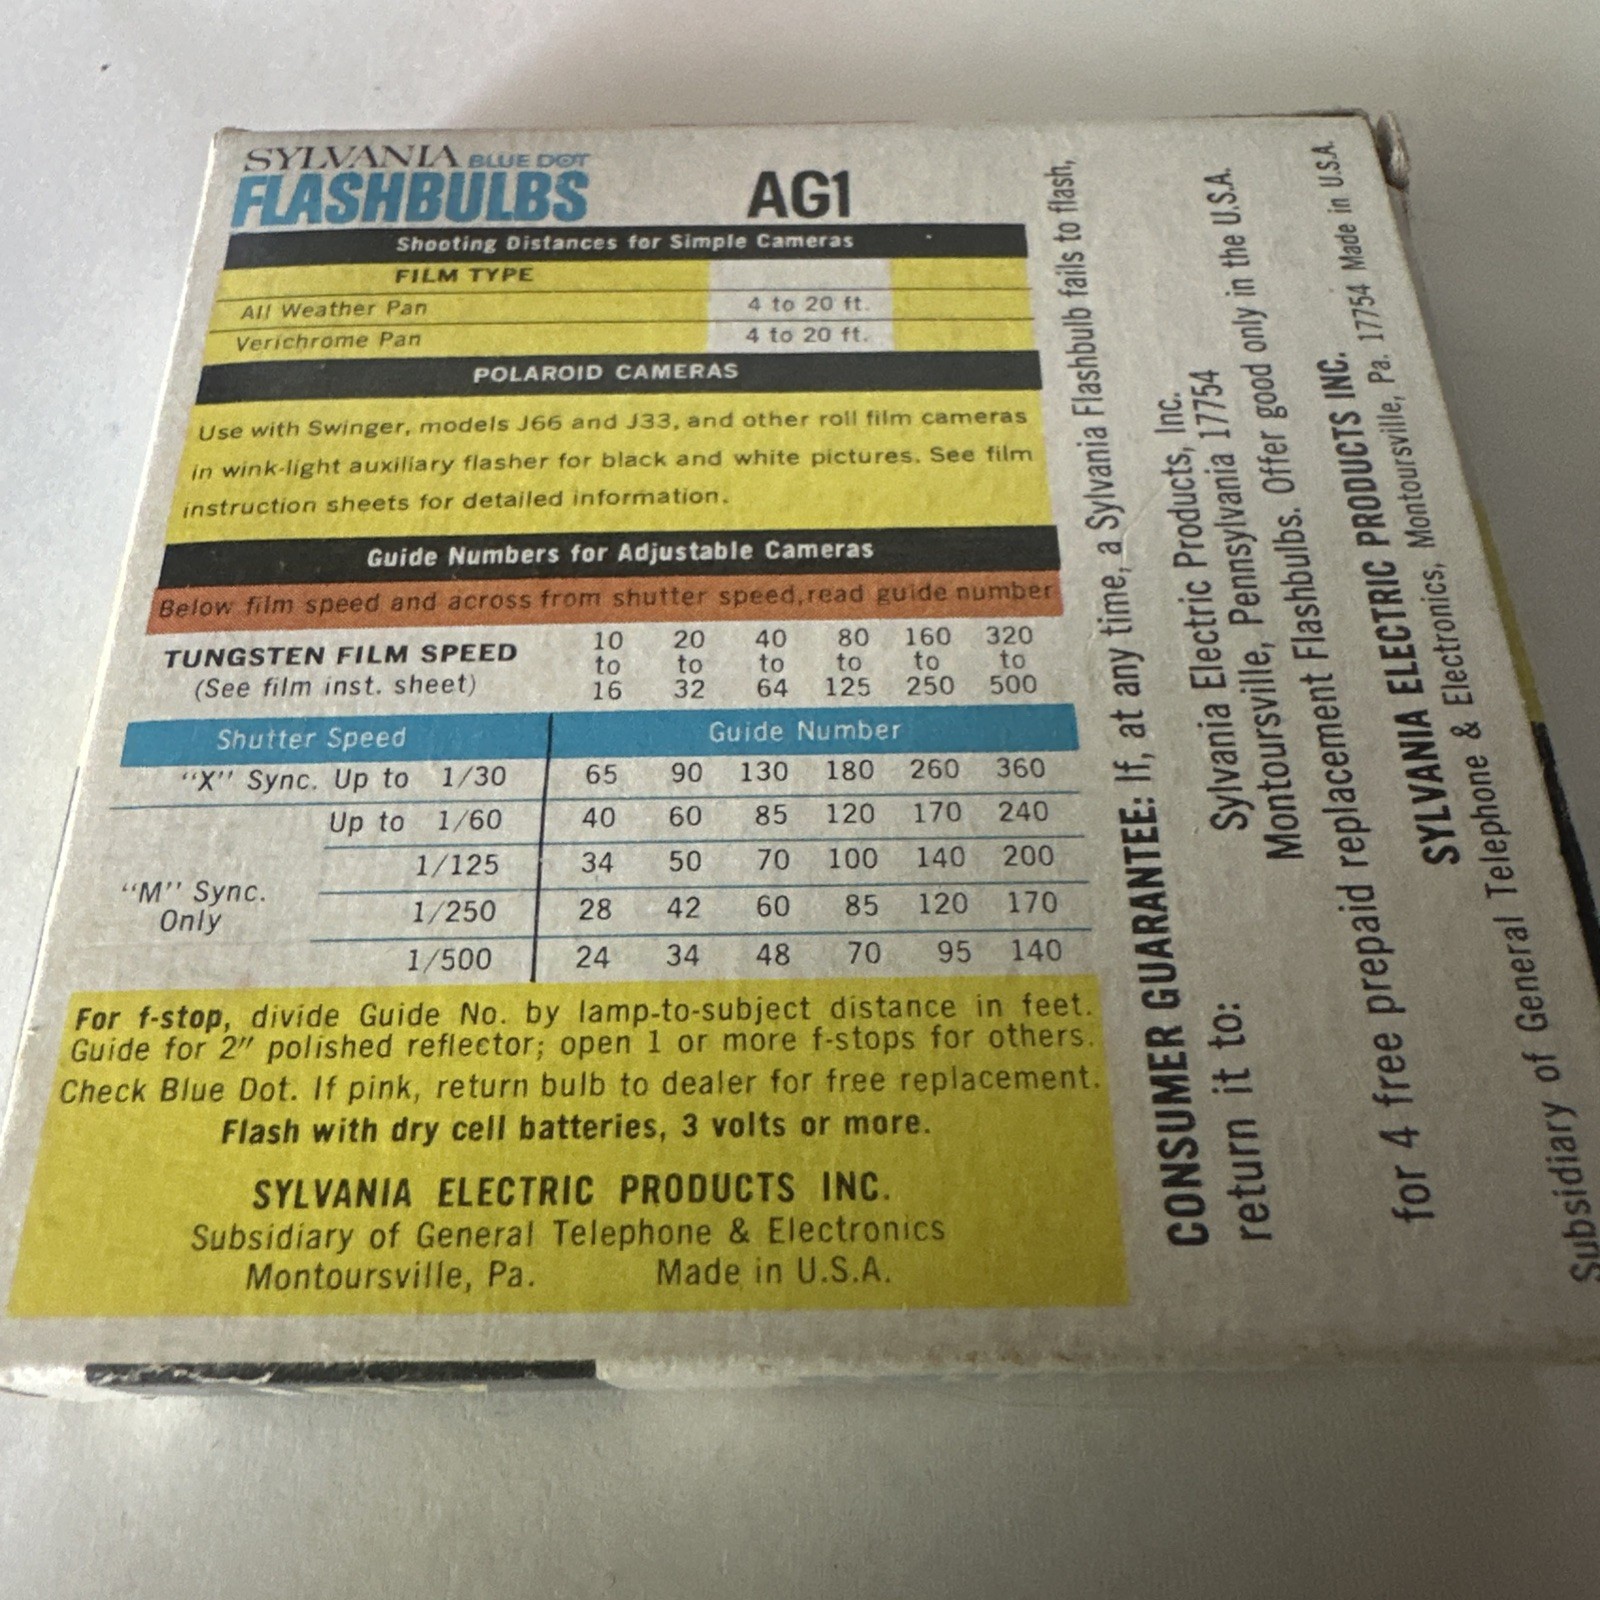 SYLVANIA BLUE DOT
FLASHBULBS AG1
Shooting Distances for Simple Cameras
FILM TYPE
All Weather Pan 4 to 20 ft.
Verichrome Pan 4 to 20 ft.
POLAROID CAMERAS
Use with Swinger, models J66 and J33, and other roll film cameras
in wink-light auxiliary flasher for black and white pictures. See film
instruction sheets for detailed information.
Guide Numbers for Adjustable Cameras
Below film speed and across from shutter speed, read guide number
TUNGSTEN FILM SPEED 10 20 40 80 160 320
to to to to to to
(See film inst. sheet) 16 32 64 125 250 500
Shutter Speed Guide Number
"X" Sync. Up to 1/30 65 90 130 180 260 360
Up to 1/60 40 60 85 120 170 240
1/125 34 50 70 100 140 200
"M" Sync.
Only
1/250 28 42 60 85 120 170
1/500 24 34 48 70 95 140
For f-stop, divide Guide No. by lamp-to-subject distance in feet.
Guide for 2" polished reflector; open 1 or more f-stops for others.
Check Blue Dot. If pink, return bulb to dealer for free replacement.
Flash with dry cell batteries, 3 volts or more.
SYLVANIA ELECTRIC PRODUCTS INC.
Subsidiary of General Telephone & Electronics
Montoursville, Pa. Made in U.S.A.
CONSUMER GUARANTEE: If, at any time, a Sylvania Flashbulb fails to flash,
return it to:
Sylvania Electric Products, Inc.
Montoursville, Pennsylvania 17754
for 4 free prepaid replacement Flashbulbs. Offer good only in the U.S.A.
SYLVANIA ELECTRIC PRODUCTS INC.
Subsidiary of General Telephone & Electronics, Montoursville, Pa. 17754 Made in U.S.A.